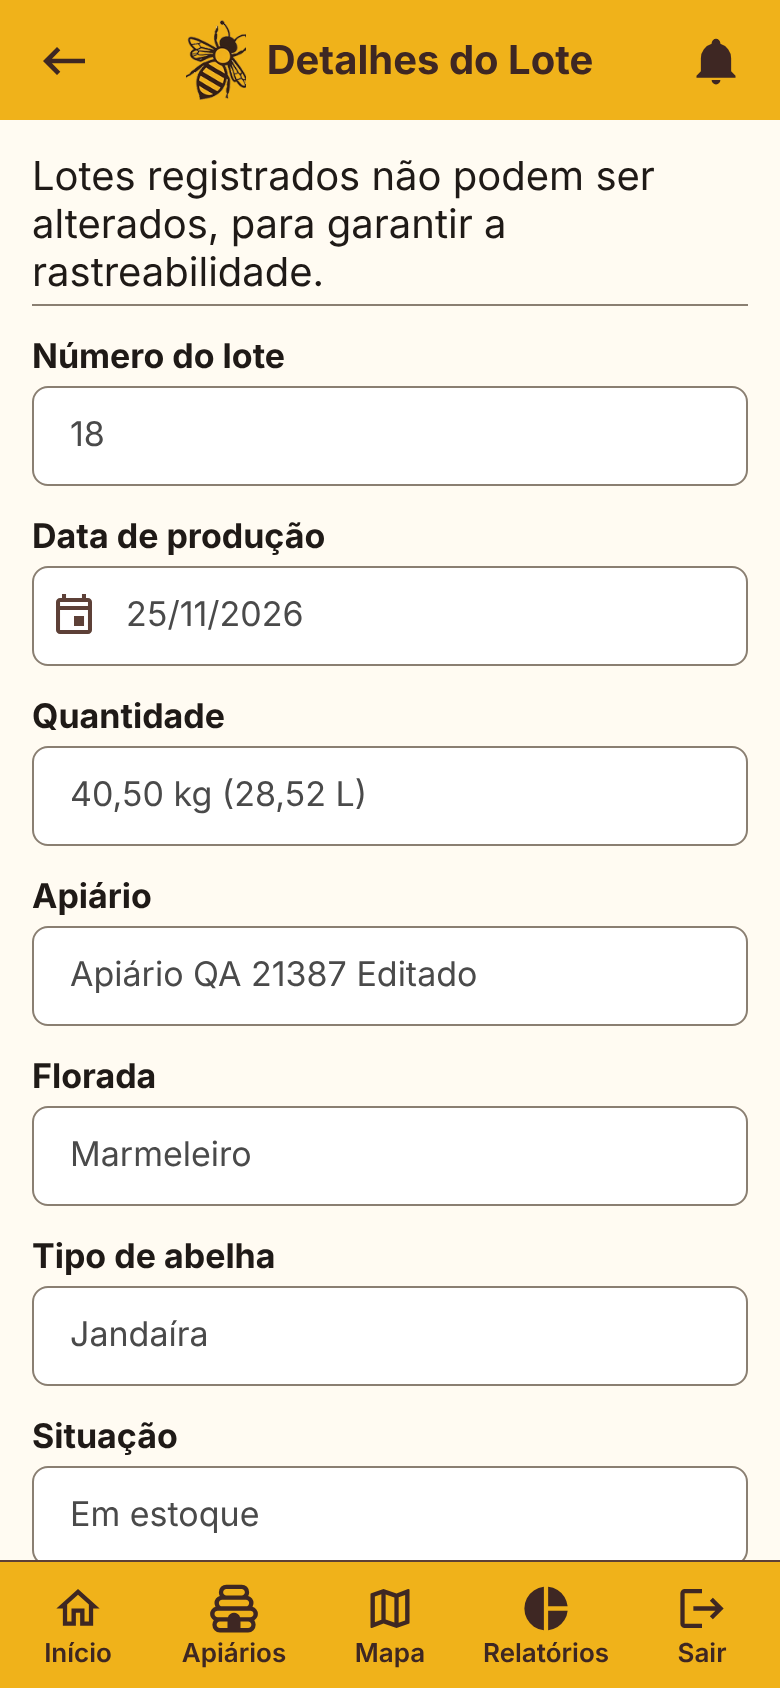 Detalhes do Lote
Lotes registrados não podem ser
alterados, para garantir a
rastreabilidade.
Número do lote
18
Data de produção
25/11/2026
Quantidade
40,50 kg (28,52 L)
Apiário
Apiário QA 21387 Editado
Florada
Marmeleiro
Tipo de abelha
Jandaíra
Situação
Em estoque
Início
Apiários
Mapa
Relatórios
Sair